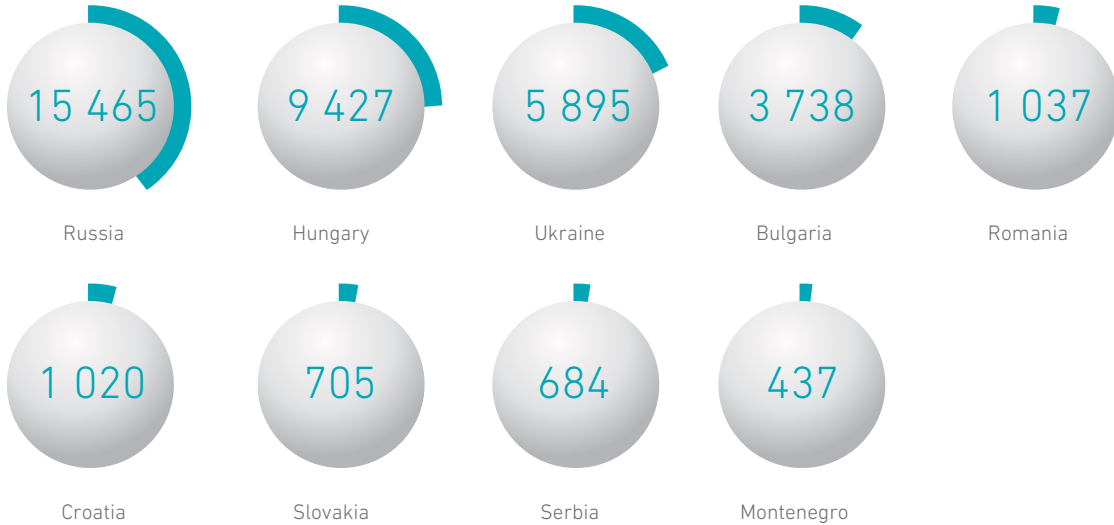 15 465
9 427
5 895
3 738
1 037
Russia
Hungary
Ukraine
Bulgaria
Romania
1 020
705
684
437
Croatia
Slovakia
Serbia
Montenegro